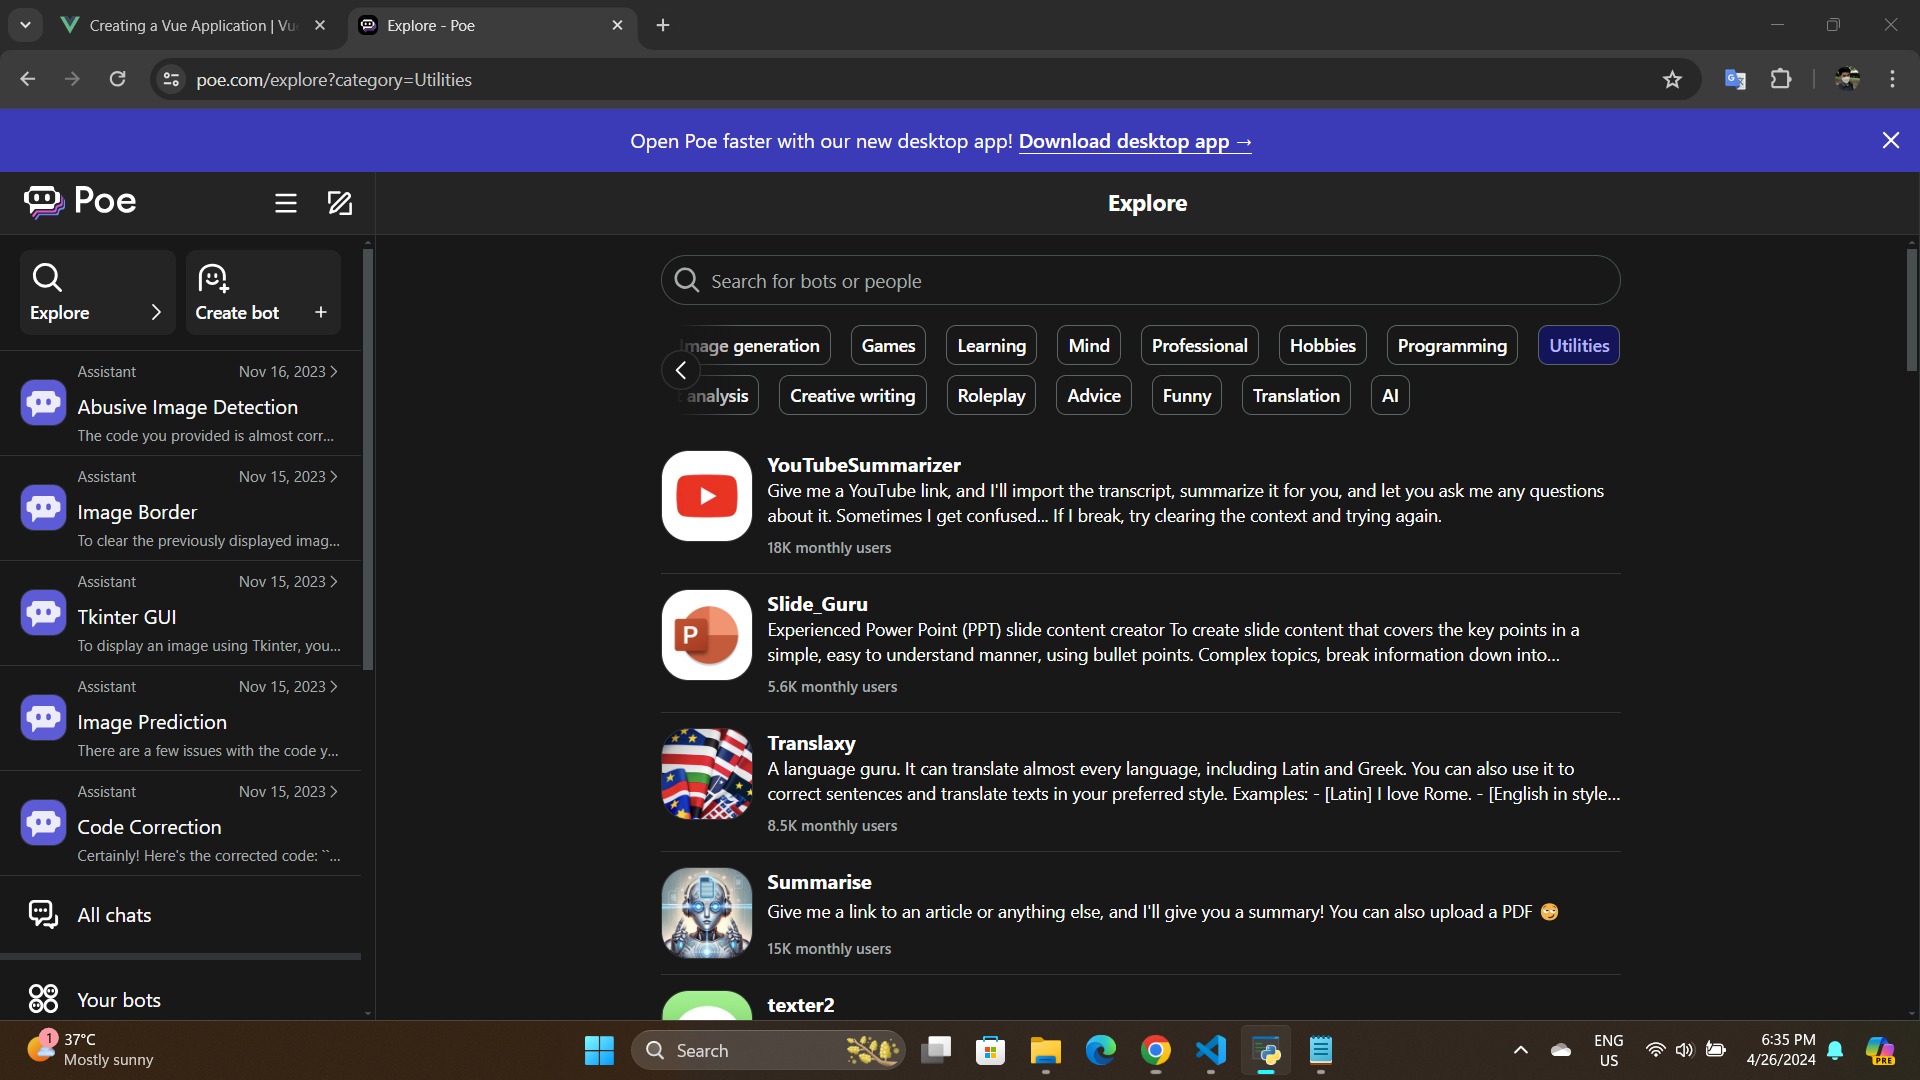 Creating a Vue Application | Vu
Explore - Poe
poe.com/explore?category=Utilities
Open Poe faster with our new desktop app! Download desktop app →
Poe
Explore
Explore
Create bot
Search for bots or people
Image generation
Games
Learning
Mind
Professional
Hobbies
Programming
Utilities
analysis
Creative writing
Roleplay
Advice
Funny
Translation
AI
Assistant
Nov 16, 2023
Abusive Image Detection
The code you provided is almost corr...
Assistant
Nov 15, 2023
Image Border
To clear the previously displayed imag...
Assistant
Nov 15, 2023
Tkinter GUI
To display an image using Tkinter, you...
Assistant
Nov 15, 2023
Image Prediction
There are a few issues with the code y...
Assistant
Nov 15, 2023
Code Correction
Certainly! Here's the corrected code: ``...
All chats
Your bots
YouTubeSummarizer
Give me a YouTube link, and I'll import the transcript, summarize it for you, and let you ask me any questions
about it. Sometimes I get confused... If I break, try clearing the context and trying again.
18K monthly users
Slide_Guru
Experienced Power Point (PPT) slide content creator To create slide content that covers the key points in a
simple, easy to understand manner, using bullet points. Complex topics, break information down into...
5.6K monthly users
Translaxy
A language guru. It can translate almost every language, including Latin and Greek. You can also use it to
correct sentences and translate texts in your preferred style. Examples: - [Latin] I love Rome. - [English in style...
8.5K monthly users
Summarise
Give me a link to an article or anything else, and I'll give you a summary! You can also upload a PDF 😳
15K monthly users
texter2
1
37°C
Mostly sunny
Search
ENG
US
6:35 PM
4/26/2024
PRE